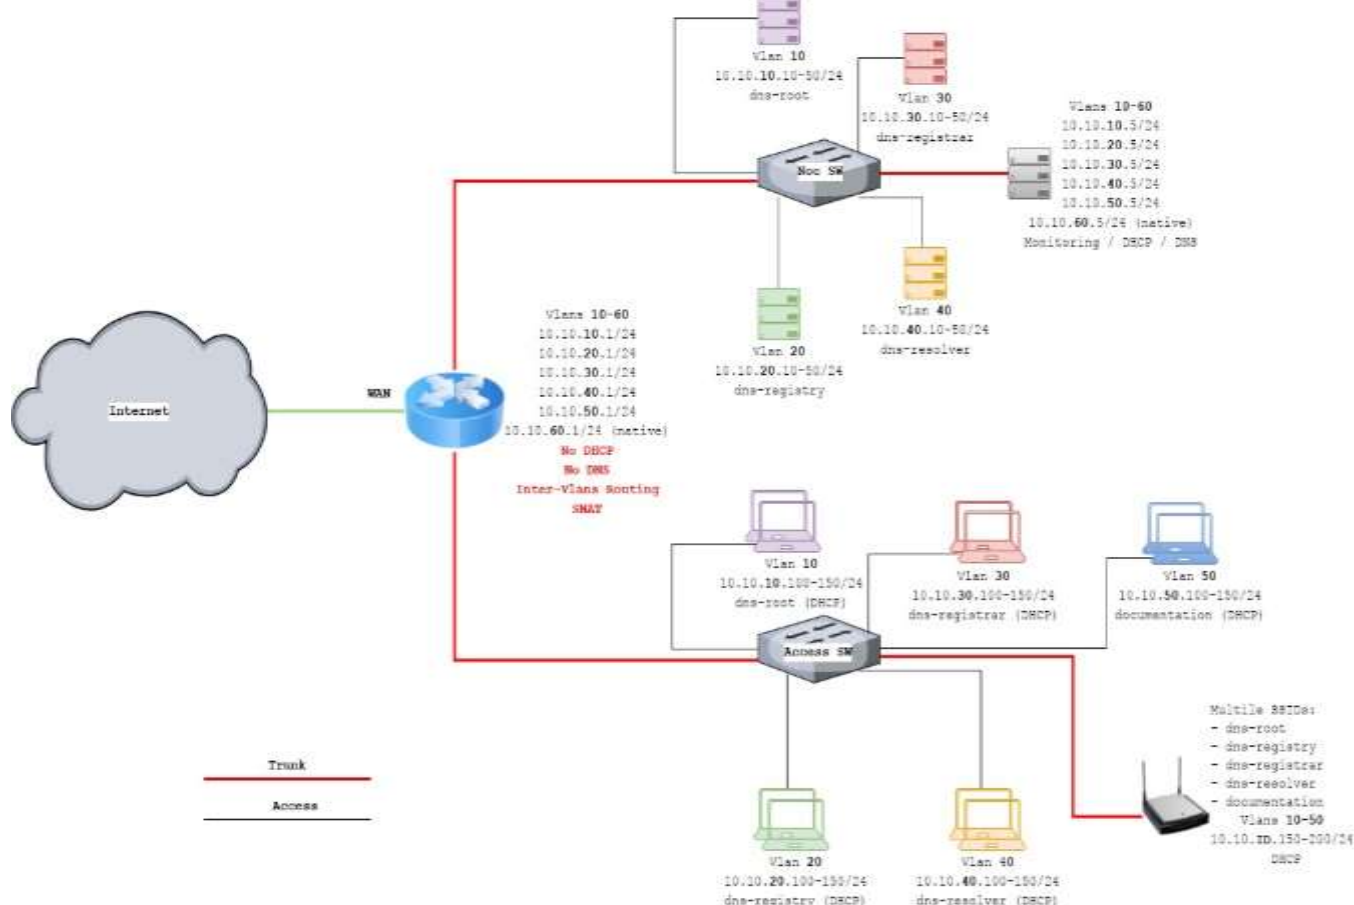 Vlan 10
10.10.10.10-50/24
dns-root
Vlan 30
10.10.30.10-50/24
dns-registrar
Noc SW
Vlans 10-60
10.10.10.5/24
10.10.20.5/24
10.10.30.5/24
10.10.40.5/24
10.10.50.5/24
10.10.60.5/24 (native)
Monitoring / DHCP / DNS
Vlan 20
10.10.20.10-50/24
dns-registry
Vlan 40
10.10.40.10-50/24
dns-resolver
Internet
WAN
Vlans 10-60
10.10.10.1/24
10.10.20.1/24
10.10.30.1/24
10.10.40.1/24
10.10.50.1/24
10.10.60.1/24 (native)
No DHCP
No DNS
Inter-Vlans Routing
SNAT
Vlan 10
10.10.10.100-150/24
dns-root (DHCP)
Vlan 30
10.10.30.100-150/24
dns-registrar (DHCP)
Vlan 50
10.10.50.100-150/24
documentation (DHCP)
Access SW
Vlan 20
10.10.20.100-150/24
dns-registry (DHCP)
Vlan 40
10.10.40.100-150/24
dns-resolver (DHCP)
Multile SSIDs:
- dns-root
- dns-registry
- dns-registrar
- dns-resolver
- documentation
Vlans 10-50
10.10.ID.150-200/24
DHCP
Trunk
Access